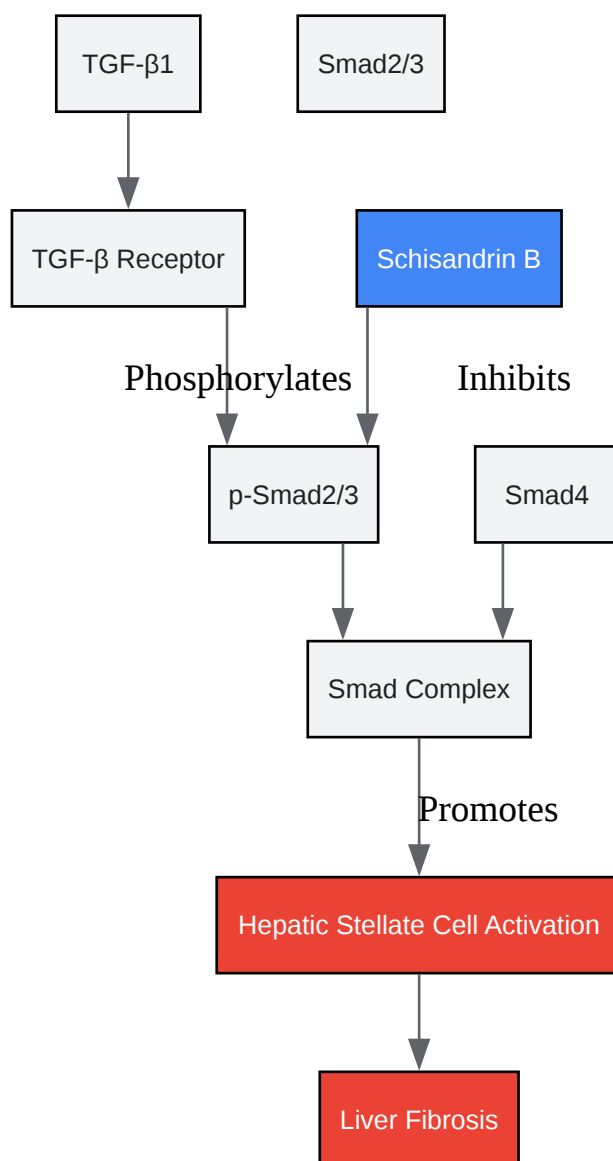 TGF-β1
Smad2/3
TGF-β Receptor
Schisandrin B
Phosphorylates
Inhibits
p-Smad2/3
Smad4
Smad Complex
Promotes
Hepatic Stellate Cell Activation
Liver Fibrosis